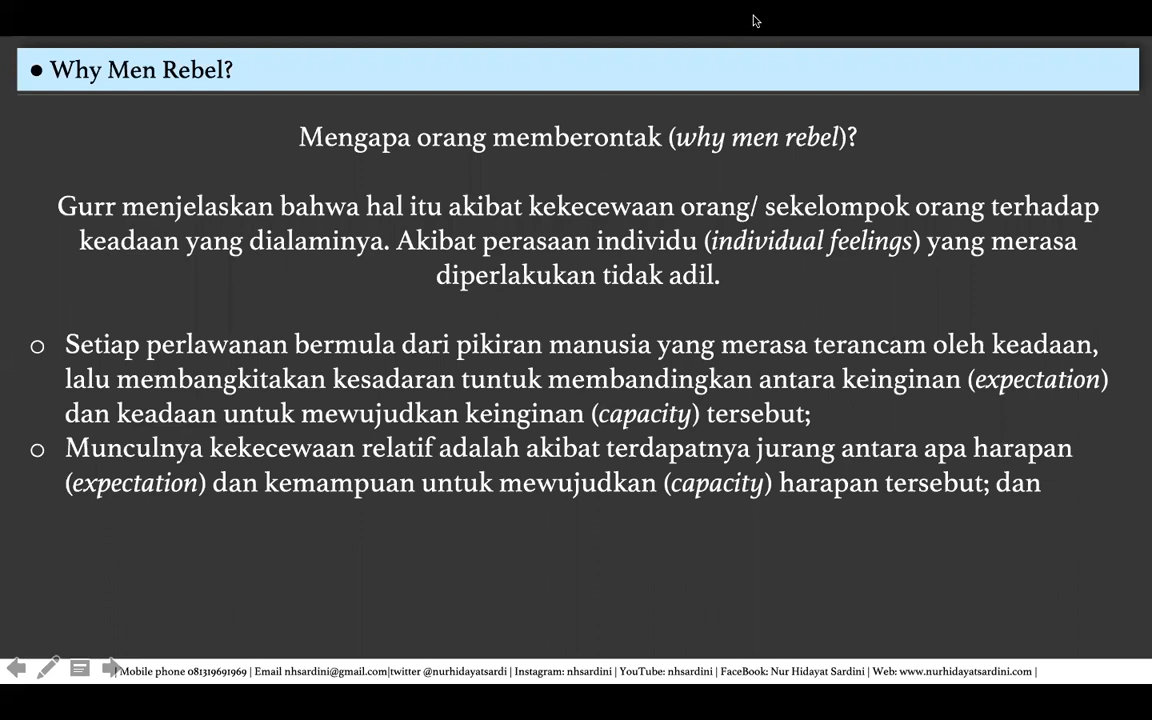 ● Why Men Rebel?
Mengapa orang memberontak (why men rebel)?
Gurr menjelaskan bahwa hal itu akibat kekecewaan orang/ sekelompok orang terhadap
keadaan yang dialaminya. Akibat perasaan individu (individual feelings) yang merasa
diperlakukan tidak adil.
o Setiap perlawanan bermula dari pikiran manusia yang merasa terancam oleh keadaan,
lalu membangkitakan kesadaran tuntuk membandingkan antara keinginan (expectation)
dan keadaan untuk mewujudkan keinginan (capacity) tersebut;
o Munculnya kekecewaan relatif adalah akibat terdapatnya jurang antara apa harapan
(expectation) dan kemampuan untuk mewujudkan (capacity) harapan tersebut; dan
| Mobile phone 081319691969 | Email nhsardini@gmail.com|twitter @nurhidayatsardi | Instagram: nhsardini | YouTube: nhsardini | FaceBook: Nur Hidayat Sardini | Web: www.nurhidayatsardini.com |